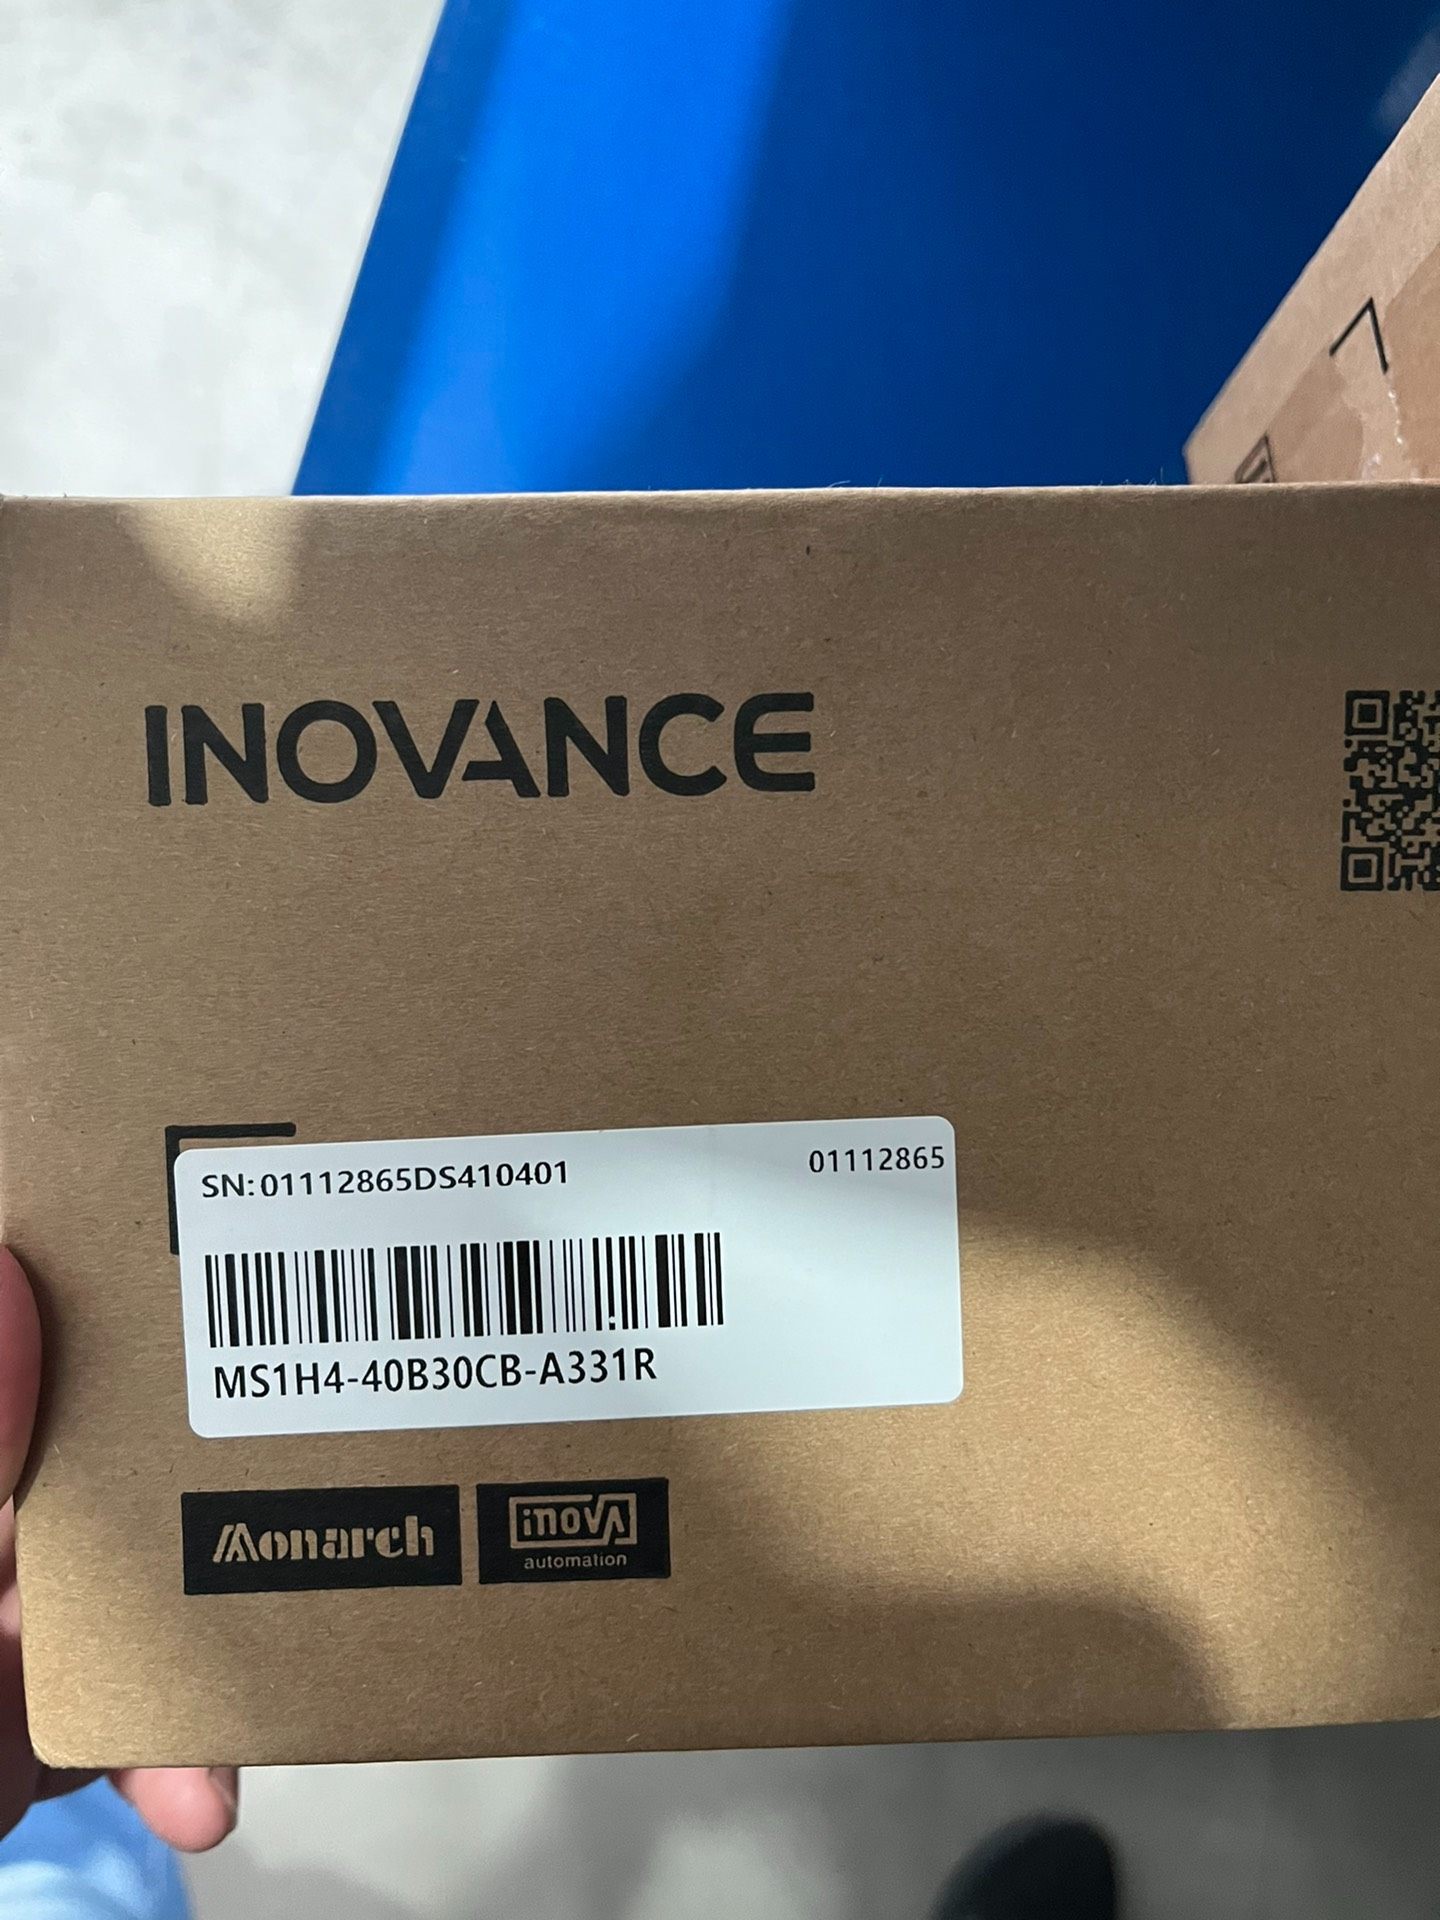 INOVANCE
SN:01112865DS410401
01112865
MS1H4-40B30CB-A331R
Monarch
inova
automation